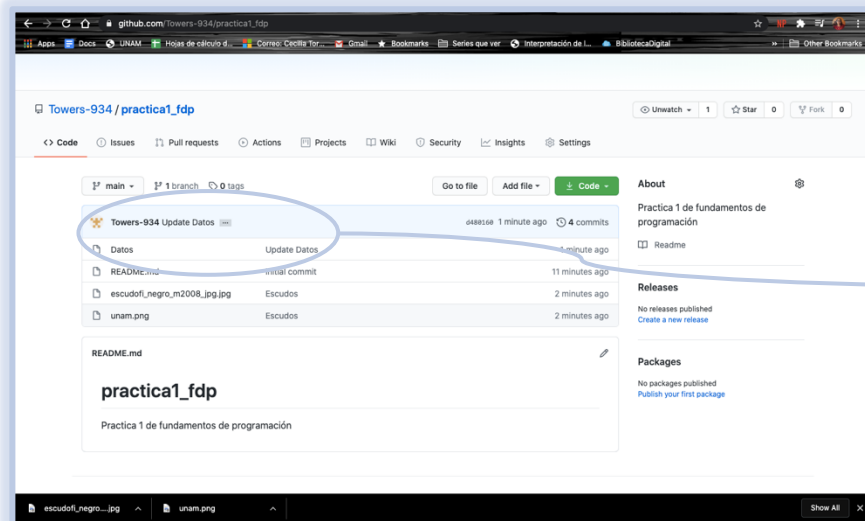 github.com/Towers-934/practica1_fdp
Apps Docs UNAM Hojas de cálculo d... Correo: Cecilia Tor... Gmail Bookmarks Series que ver Interpretación de l... BibliotecaDigital » Other Bookmarks
Towers-934 / practica1_fdp
Unwatch 1 Star 0 Fork 0
<> Code Issues Pull requests Actions Projects Wiki Security Insights Settings
main 1 branch 0 tags Go to file Add file Code
Towers-934 Update Datos ... d480160 1 minute ago 4 commits
Datos Update Datos minute ago
README.md Initial commit 11 minutes ago
escudofi_negro_m2008_jpg.jpg Escudos 2 minutes ago
unam.png Escudos 2 minutes ago
README.md
practica1_fdp
Practica 1 de fundamentos de programación
About
Practica 1 de fundamentos de
programación
Readme
Releases
No releases published
Create a new release
Packages
No packages published
Publish your first package
escudofi_negro....jpg unam.png Show All